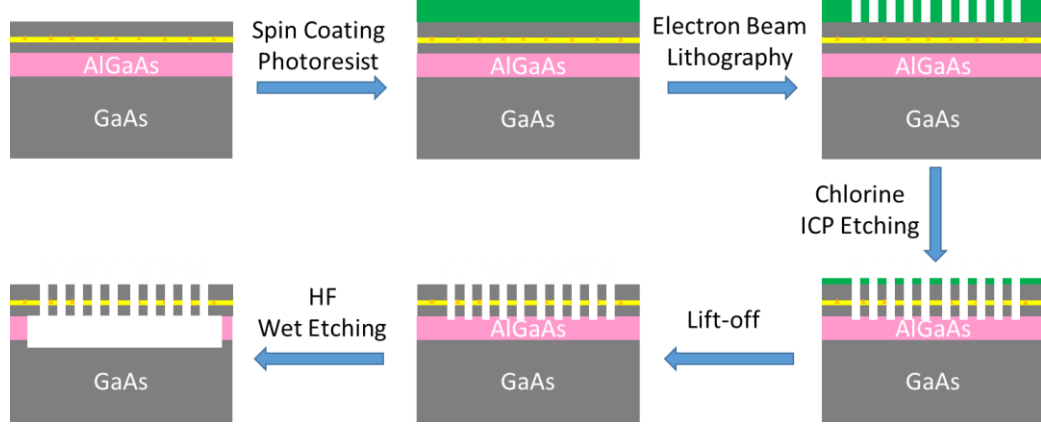 AlGaAs
GaAs
Spin Coating
Photoresist
AlGaAs
GaAs
Electron Beam
Lithography
AlGaAs
GaAs
Chlorine
ICP Etching
AlGaAs
GaAs
Lift-off
AlGaAs
GaAs
HF
Wet Etching
GaAs